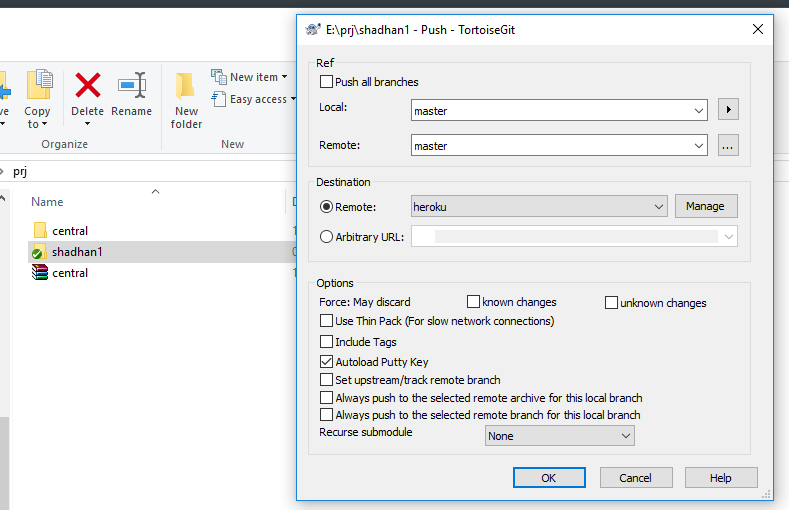 E:\prj\shadhan1 - Push - TortoiseGit
Ref
Push all branches
Local:
master
Remote:
master
...
Destination
Remote:
heroku
Manage
Arbitrary URL:
Options
Force: May discard
known changes
unknown changes
Use Thin Pack (For slow network connections)
Include Tags
Autoload Putty Key
Set upstream/track remote branch
Always push to the selected remote archive for this local branch
Always push to the selected remote branch for this local branch
Recurse submodule
None
OK
Cancel
Help
Copy
to
Delete
Rename
Organize
New
folder
New item
Easy access
New
prj
Name
central
shadhan1
central